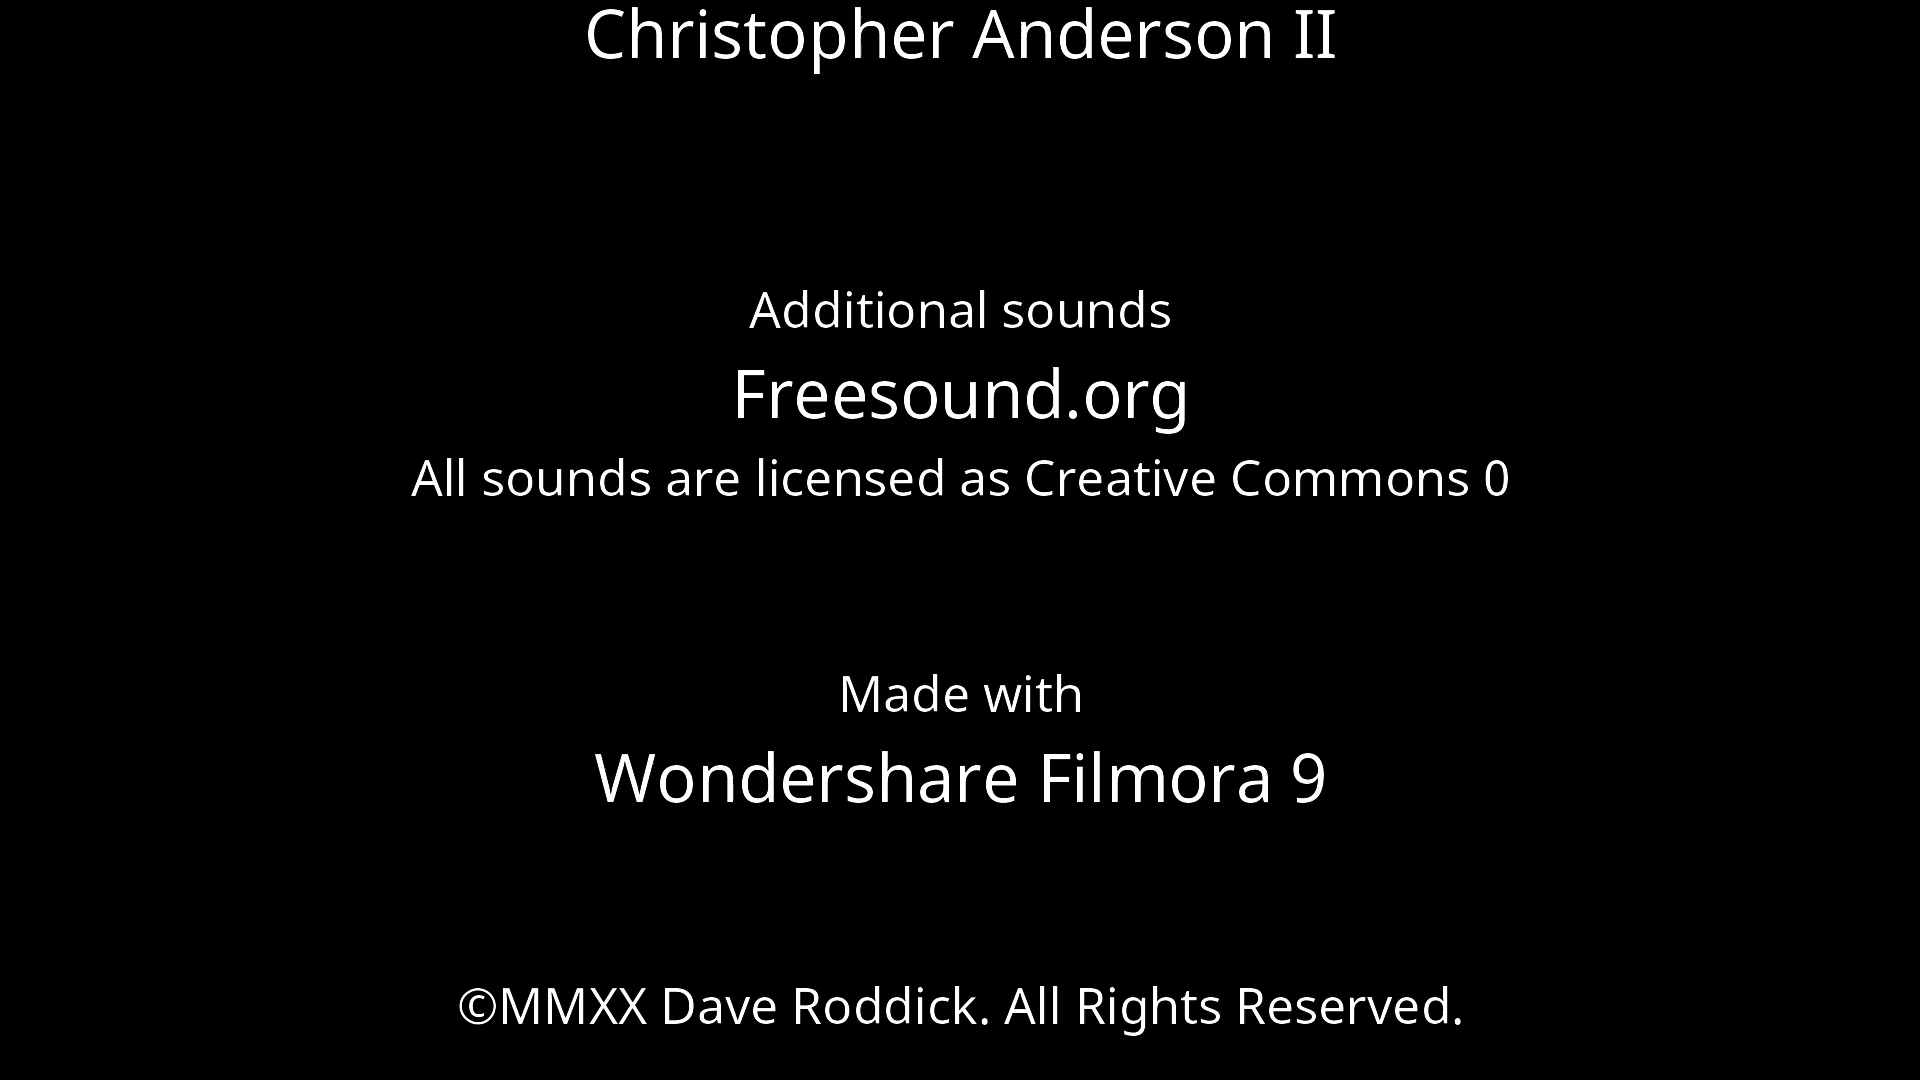 Christopher Anderson II
Additional sounds
Freesound.org
All sounds are licensed as Creative Commons 0
Made with
Wondershare Filmora 9
©MMXX Dave Roddick. All Rights Reserved.